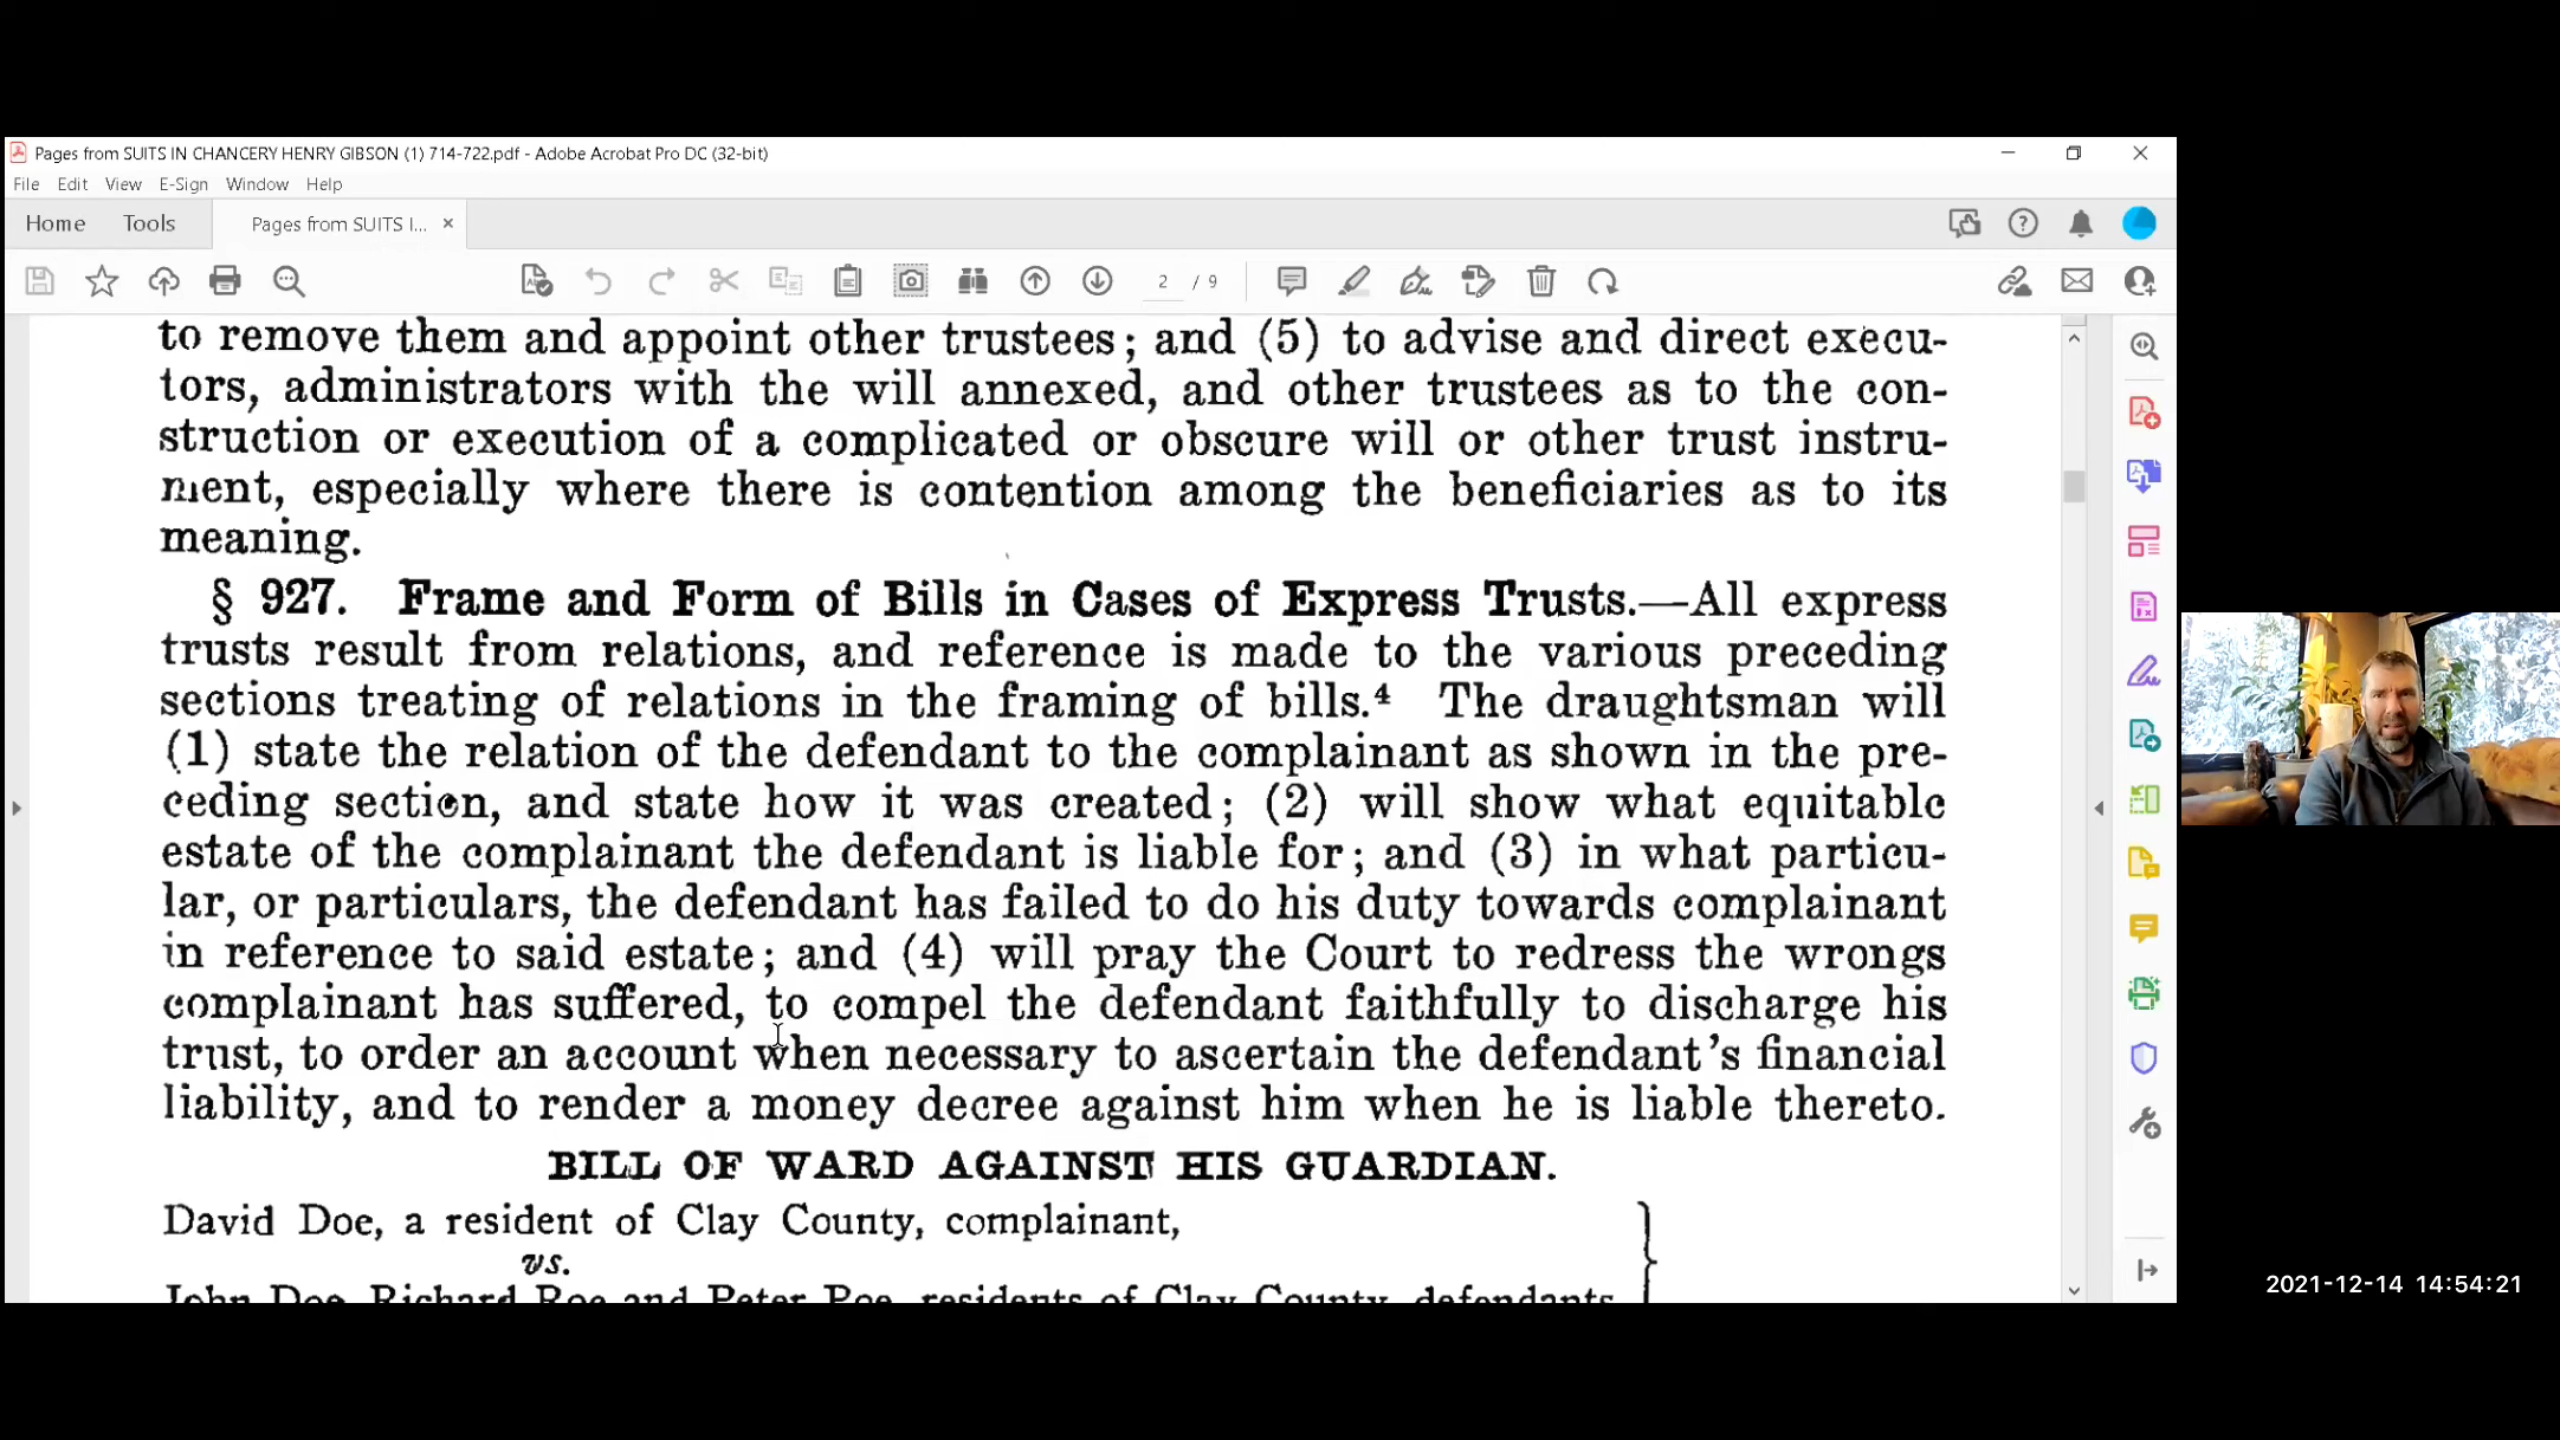 Pages from SUITS IN CHANCERY HENRY GIBSON (1) 714-722.pdf - Adobe Acrobat Pro DC (32-bit)
File Edit View E-Sign Window Help
Home Tools Pages from SUITS I...
2 / 9
to remove them and appoint other trustees; and (5) to advise and direct execu-
tors, administrators with the will annexed, and other trustees as to the con-
struction or execution of a complicated or obscure will or other trust instru-
ment, especially where there is contention among the beneficiaries as to its
meaning.
§ 927. Frame and Form of Bills in Cases of Express Trusts.—All express
trusts result from relations, and reference is made to the various preceding
sections treating of relations in the framing of bills.⁴ The draughtsman will
(1) state the relation of the defendant to the complainant as shown in the pre-
ceding section, and state how it was created; (2) will show what equitable
estate of the complainant the defendant is liable for; and (3) in what particu-
lar, or particulars, the defendant has failed to do his duty towards complainant
in reference to said estate; and (4) will pray the Court to redress the wrongs
complainant has suffered, to compel the defendant faithfully to discharge his
trust, to order an account when necessary to ascertain the defendant's financial
liability, and to render a money decree against him when he is liable thereto.
BILL OF WARD AGAINST HIS GUARDIAN.
David Doe, a resident of Clay County, complainant,
vs.
John Doe, Richard Roe and Peter Roe, residents of Clay County, defendants
2021-12-14 14:54:21